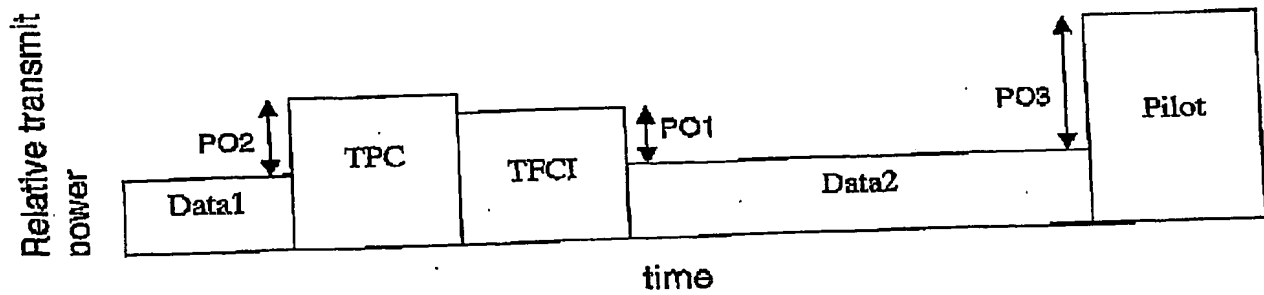 Relative transmit
power
PO2
Data1
TPC
TFCI
PO1
Data2
PO3
Pilot
time